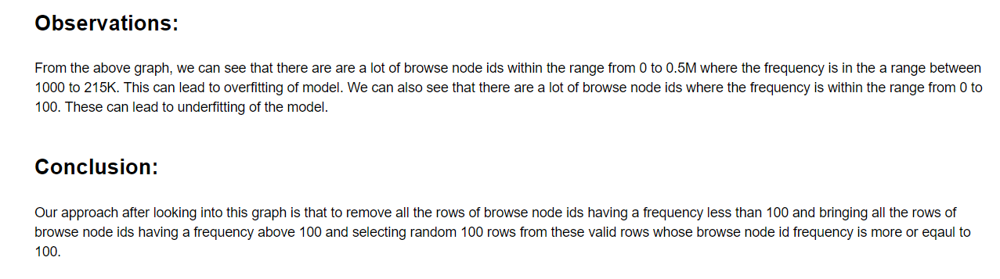 Observations:
From the above graph, we can see that there are are a lot of browse node ids within the range from 0 to 0.5M where the frequency is in the a range between
1000 to 215K. This can lead to overfitting of model. We can also see that there are a lot of browse node ids where the frequency is within the range from 0 to
100. These can lead to underfitting of the model.
Conclusion:
Our approach after looking into this graph is that to remove all the rows of browse node ids having a frequency less than 100 and bringing all the rows of
browse node ids having a frequency above 100 and selecting random 100 rows from these valid rows whose browse node id frequency is more or eqaul to
100.